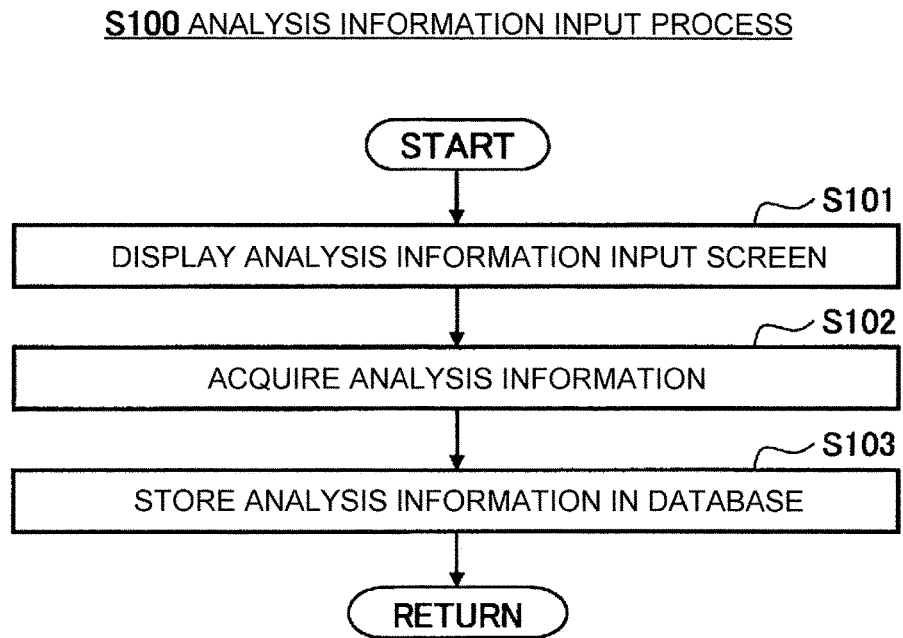 S100 ANALYSIS INFORMATION INPUT PROCESS
START
S101
DISPLAY ANALYSIS INFORMATION INPUT SCREEN
S102
ACQUIRE ANALYSIS INFORMATION
S103
STORE ANALYSIS INFORMATION IN DATABASE
RETURN